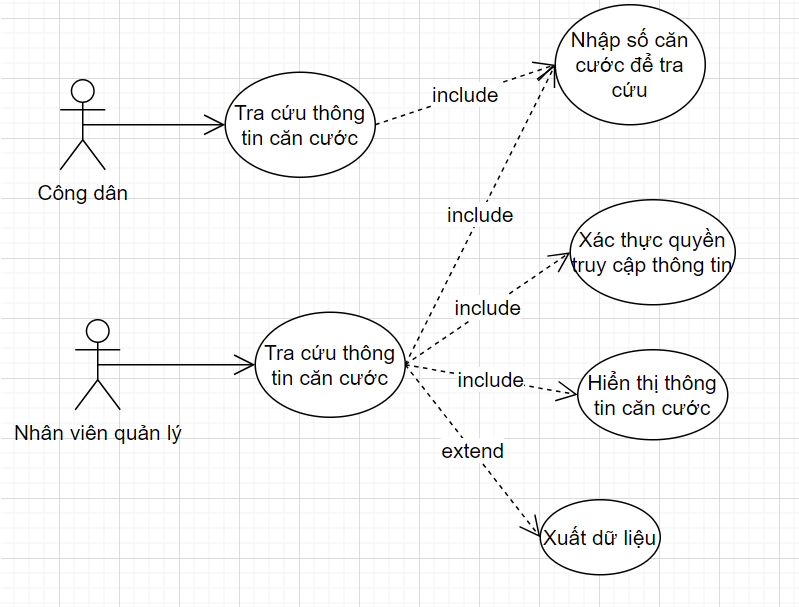 Nhập số căn
cước để tra
cứu
include
Tra cứu thông
tin căn cước
Công dân
include
Xác thực quyền
truy cập thông tin
include
Tra cứu thông
tin căn cước
include
Hiển thị thông
tin căn cước
Nhân viên quản lý
extend
Xuất dữ liệu